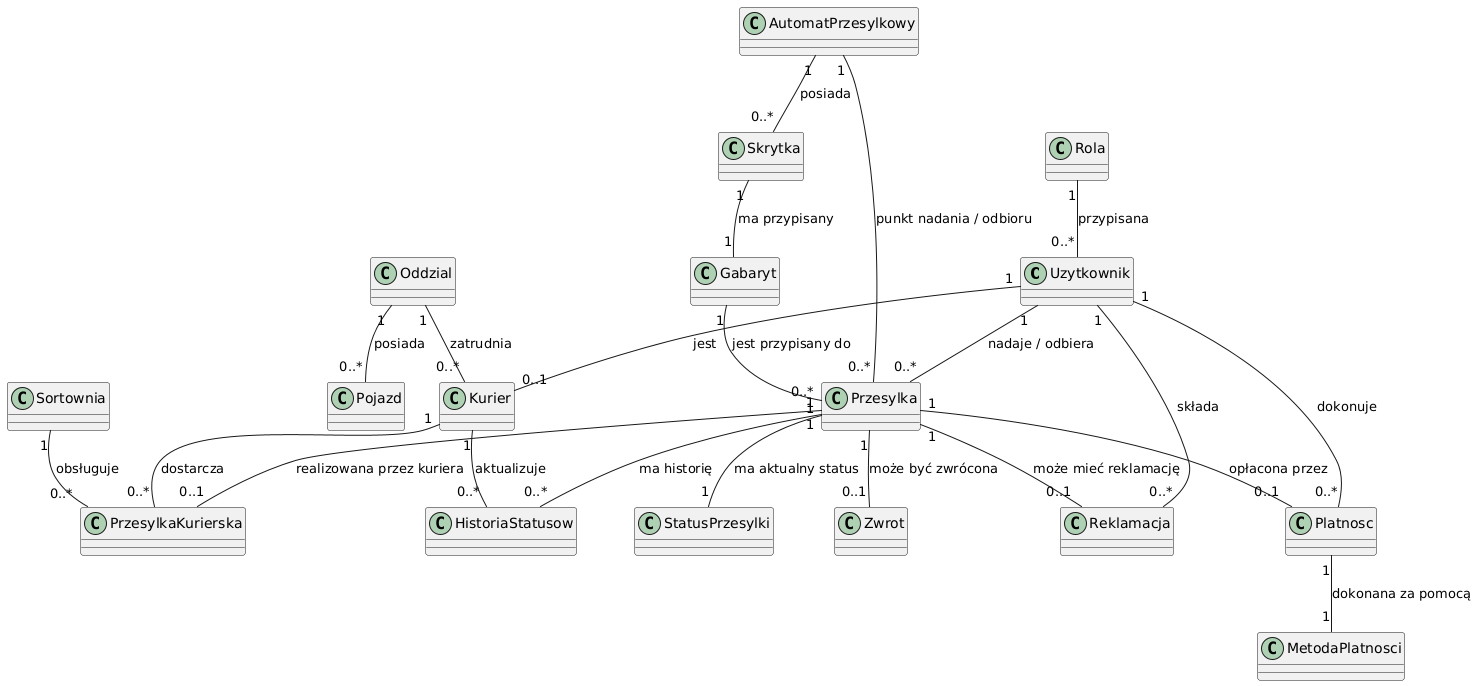 C AutomatPrzesylkowy
1
1
posiada
0..*
C Skrytka
C Rola
1
1
ma przypisany
punkt nadania / odbioru
przypisana
1
0..*
C Oddzial
C Gabaryt
C Uzytkownik
1
1
1
1
1
1
1
posiada
zatrudnia
jest
jest przypisany do
nadaje / odbiera
0..*
0..*
0..1
0..*
0..*
0..*
składa
dokonuje
C Sortownia
C Pojazd
C Kurier
C Przesylka
1
1
1
1
1
1
1
1
1
obsługuje
dostarcza
realizowana przez kuriera
aktualizuje
ma historię
ma aktualny status
może być zwrócona
może mieć reklamację
opłacona przez
0..*
0..*
0..1
0..*
0..*
1
0..1
0..1
0..*
0..1
0..*
C PrzesylkaKurierska
C HistoriaStatusow
C StatusPrzesylki
C Zwrot
C Reklamacja
C Platnosc
1
dokonana za pomocą
1
C MetodaPlatnosci